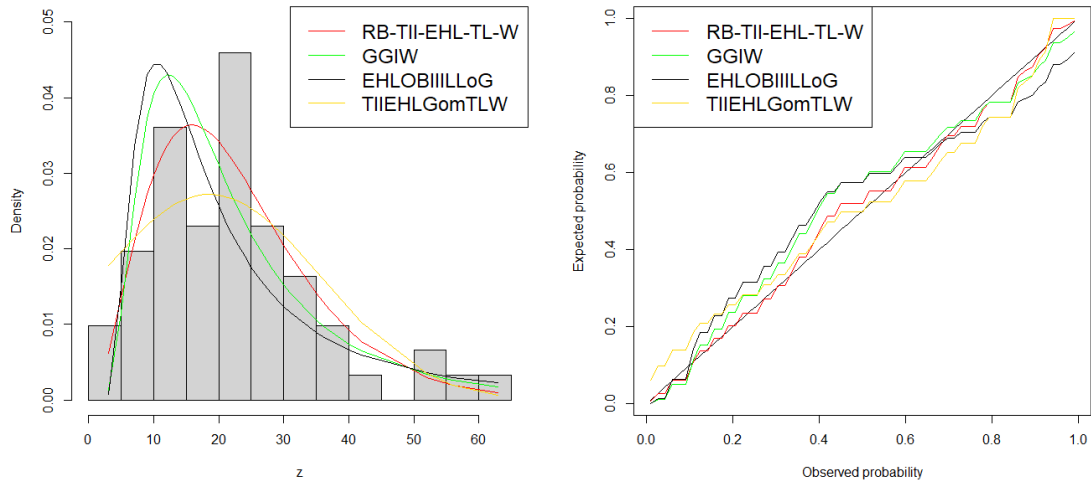 RB-TII-EHL-TL-W
GGIW
EHLOBIIILLoG
TIIEHLGomTLW
Density
0.00
0.01
0.02
0.03
0.04
0.05
0
10
20
30
40
50
60
z
RB-TII-EHL-TL-W
GGIW
EHLOBIIILLoG
TIIEHLGomTLW
Expected probability
0.0
0.2
0.4
0.6
0.8
1.0
0.0
0.2
0.4
0.6
0.8
1.0
Observed probability